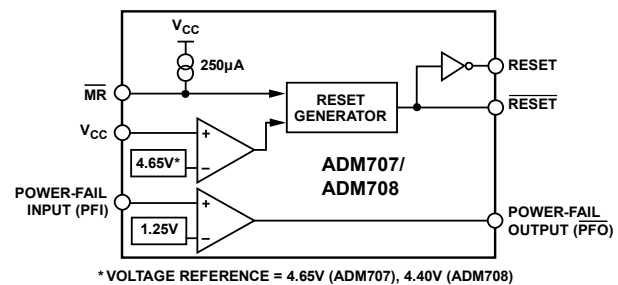 VCC
250µA
MR
RESET
GENERATOR
RESET
RESET
VCC
4.65V*
+
–
ADM707/
ADM708
POWER-FAIL
INPUT (PFI)
1.25V
+
–
POWER-FAIL
OUTPUT (PFO)
* VOLTAGE REFERENCE = 4.65V (ADM707), 4.40V (ADM708)